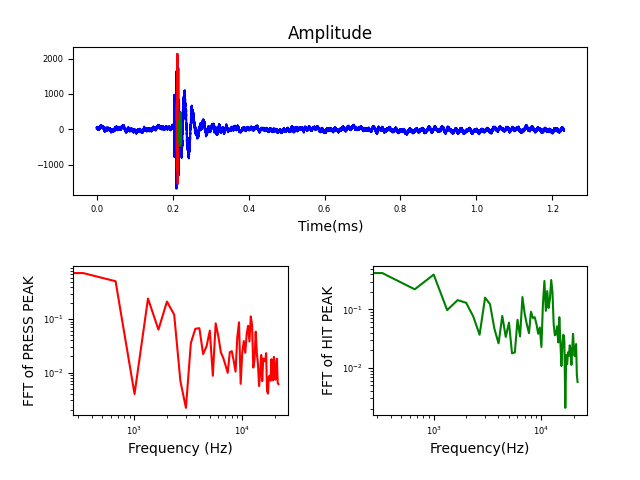 Amplitude
2000
1000
0
−1000
0.0 0.2 0.4 0.6 0.8 1.0 1.2
Time(ms)
FFT of PRESS PEAK
10⁻¹
10⁻²
10³ 10⁴
Frequency (Hz)
FFT of HIT PEAK
10⁻¹
10⁻²
10³ 10⁴
Frequency(Hz)